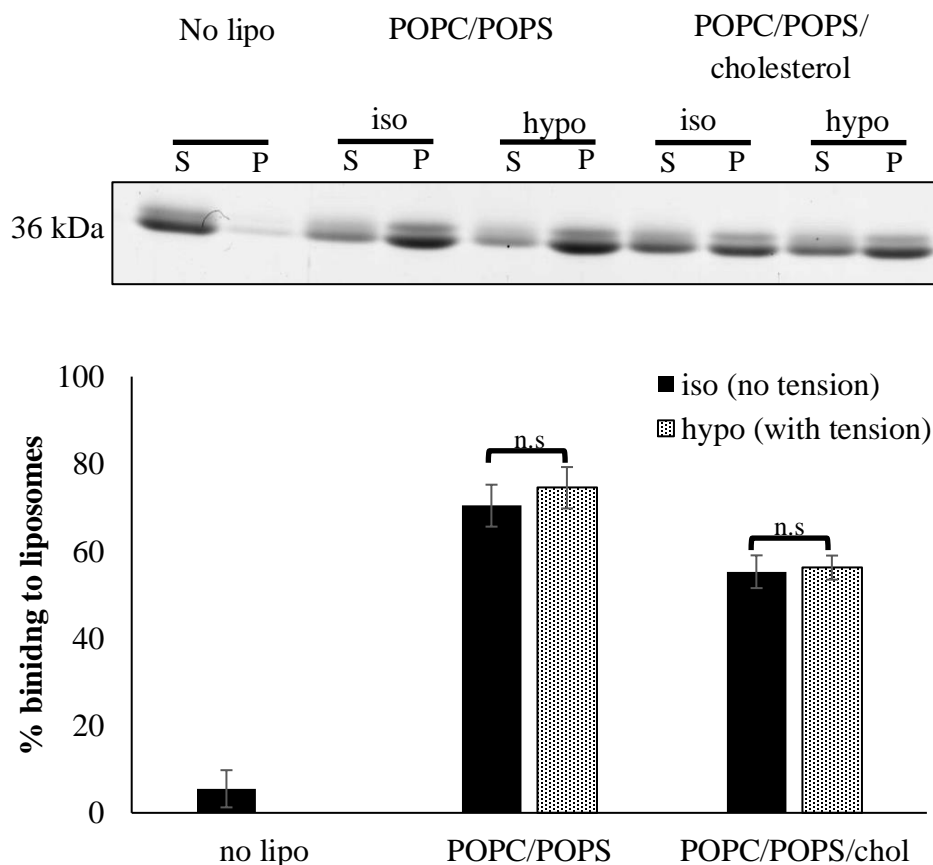 No lipo POPC/POPS POPC/POPS/
cholesterol
iso hypo iso hypo
S P S P S P S P S P
36 kDa
100
80
60
40
20
0
% binidng to liposomes
iso (no tension)
hypo (with tension)
n.s
n.s
no lipo POPC/POPS POPC/POPS/chol